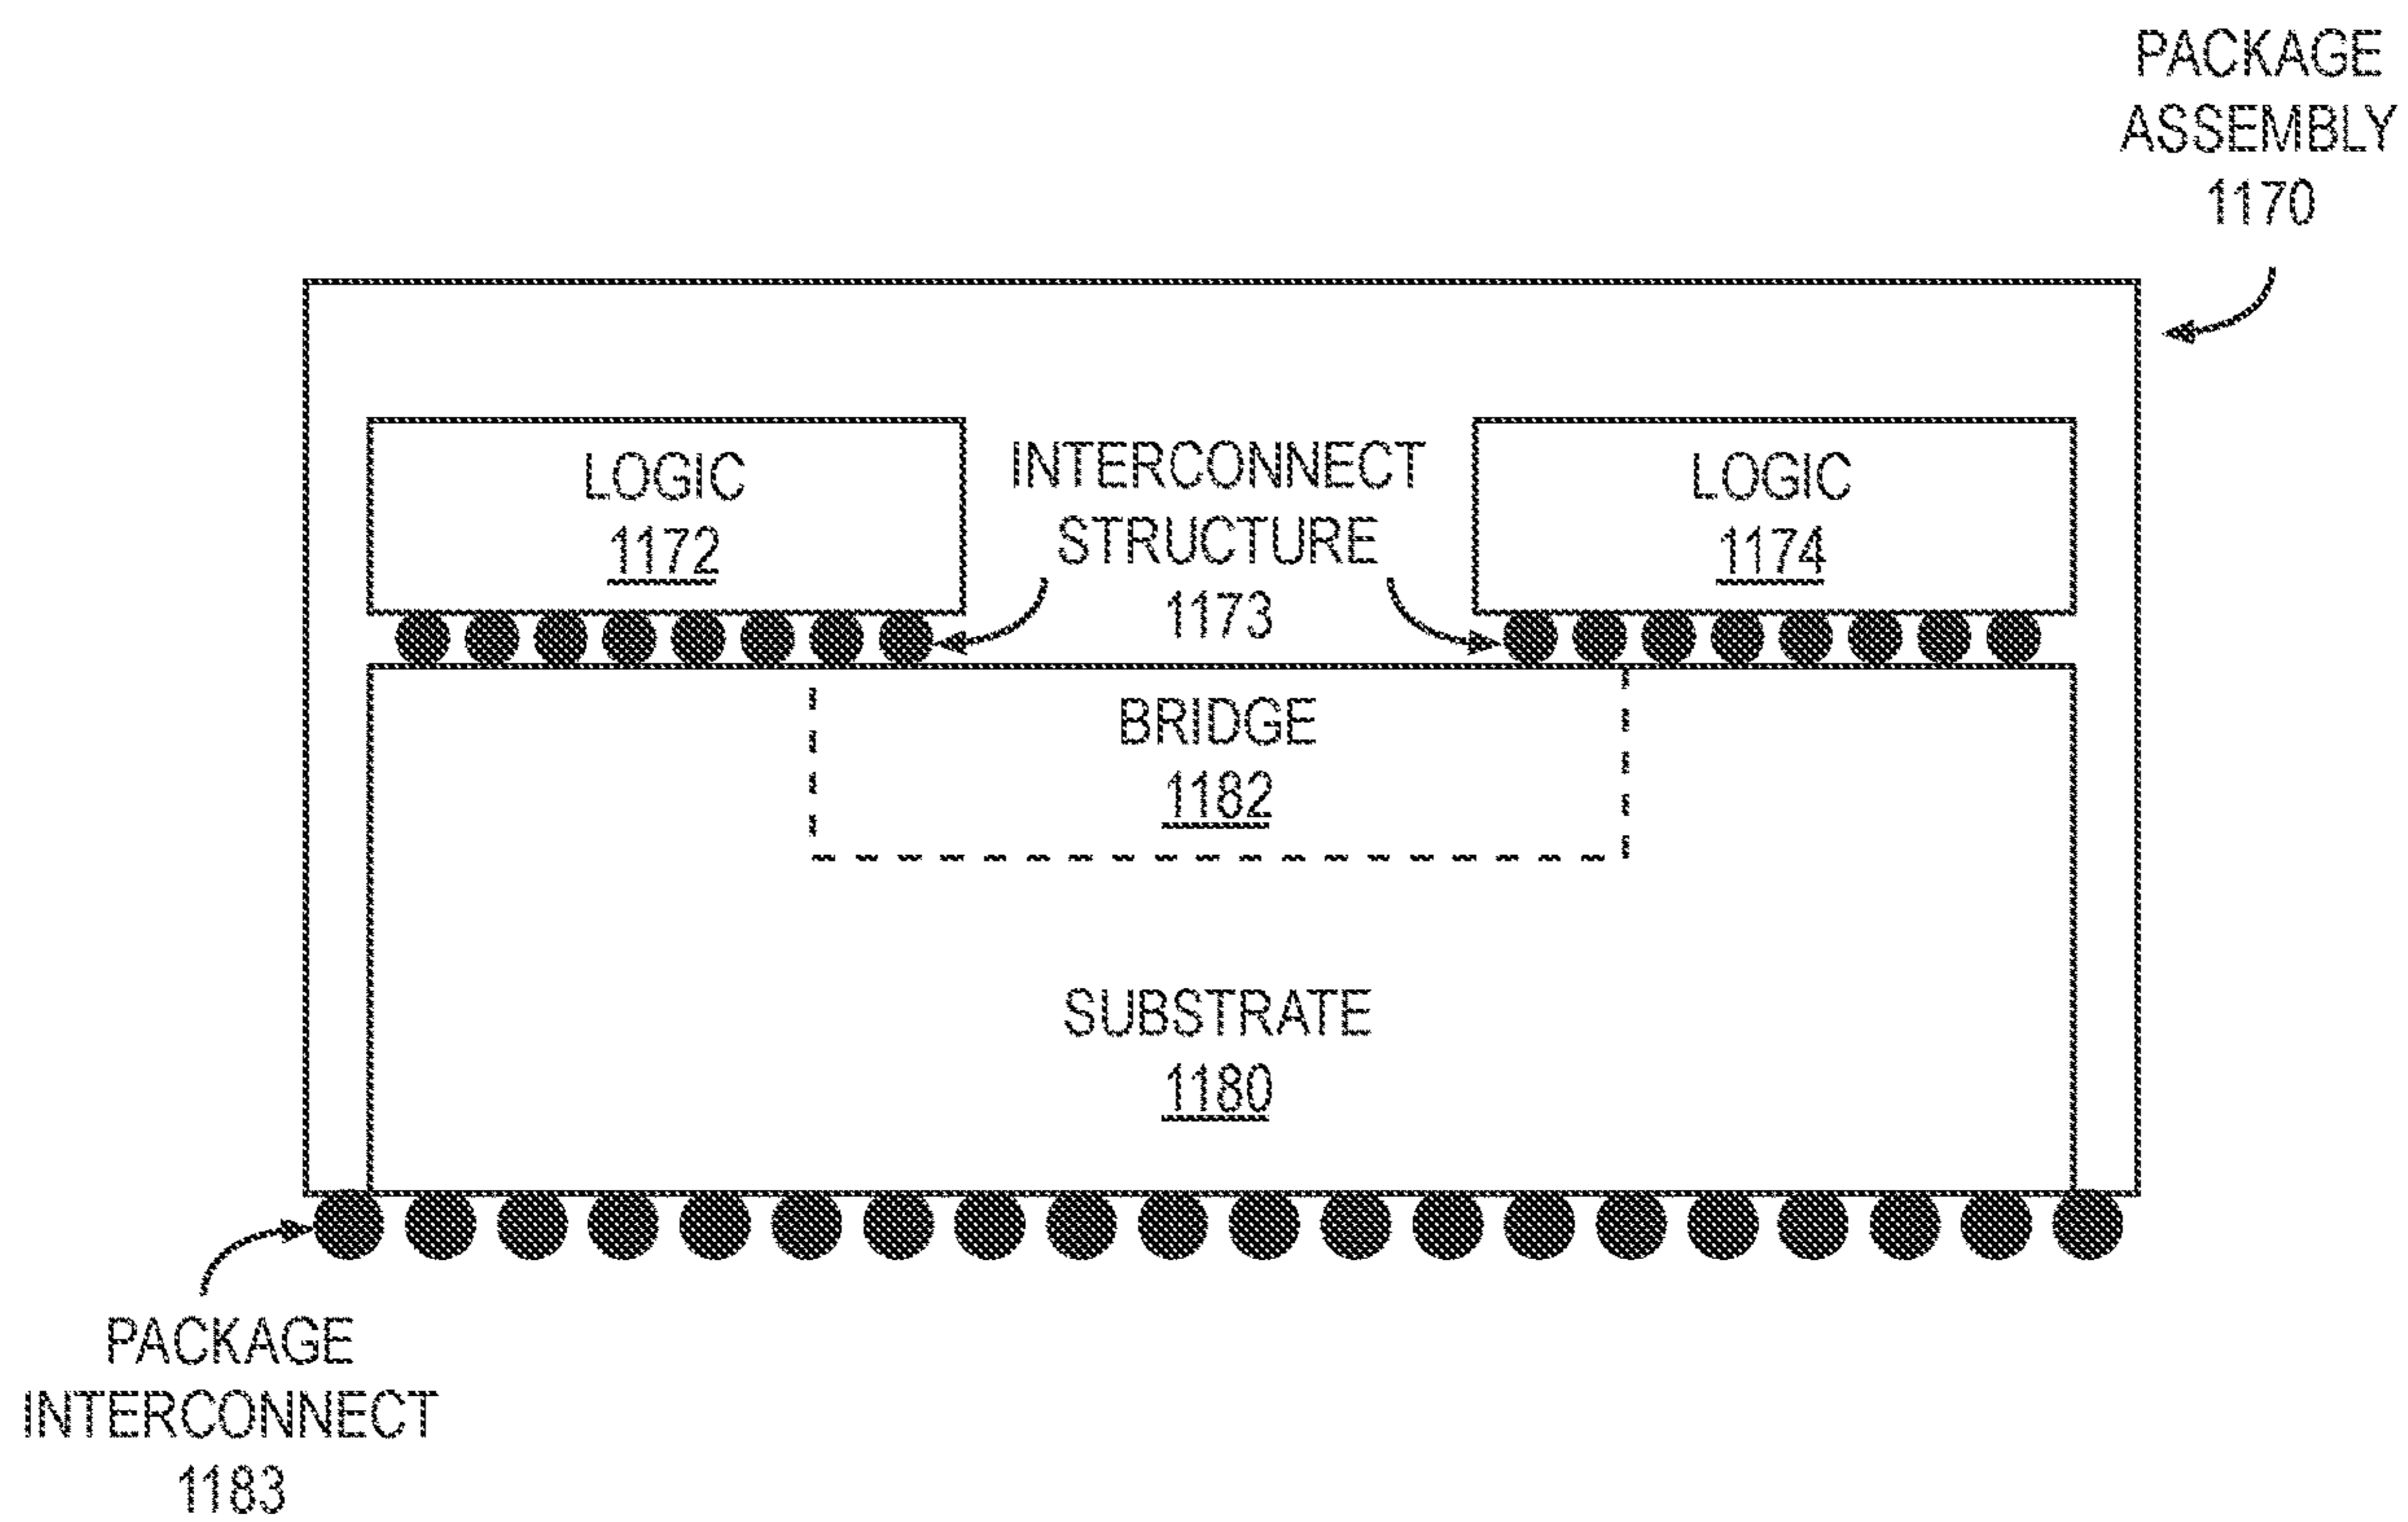 PACKAGE
ASSEMBLY
1170
LOGIC
1172
INTERCONNECT
STRUCTURE
1173
LOGIC
1174
BRIDGE
1182
SUBSTRATE
1180
PACKAGE
INTERCONNECT
1183